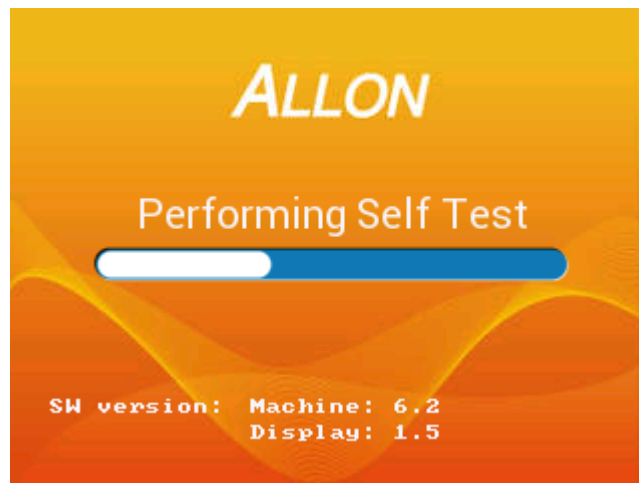 ALLON
Performing Self Test
SW version: Machine: 6.2
Display: 1.5